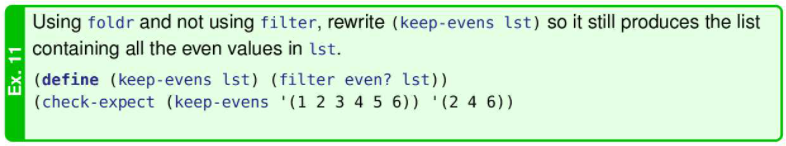 Ex. 11
Using foldr and not using filter, rewrite (keep-evens lst) so it still produces the list
containing all the even values in lst.
(define (keep-evens lst) (filter even? lst))
(check-expect (keep-evens '(1 2 3 4 5 6)) '(2 4 6))